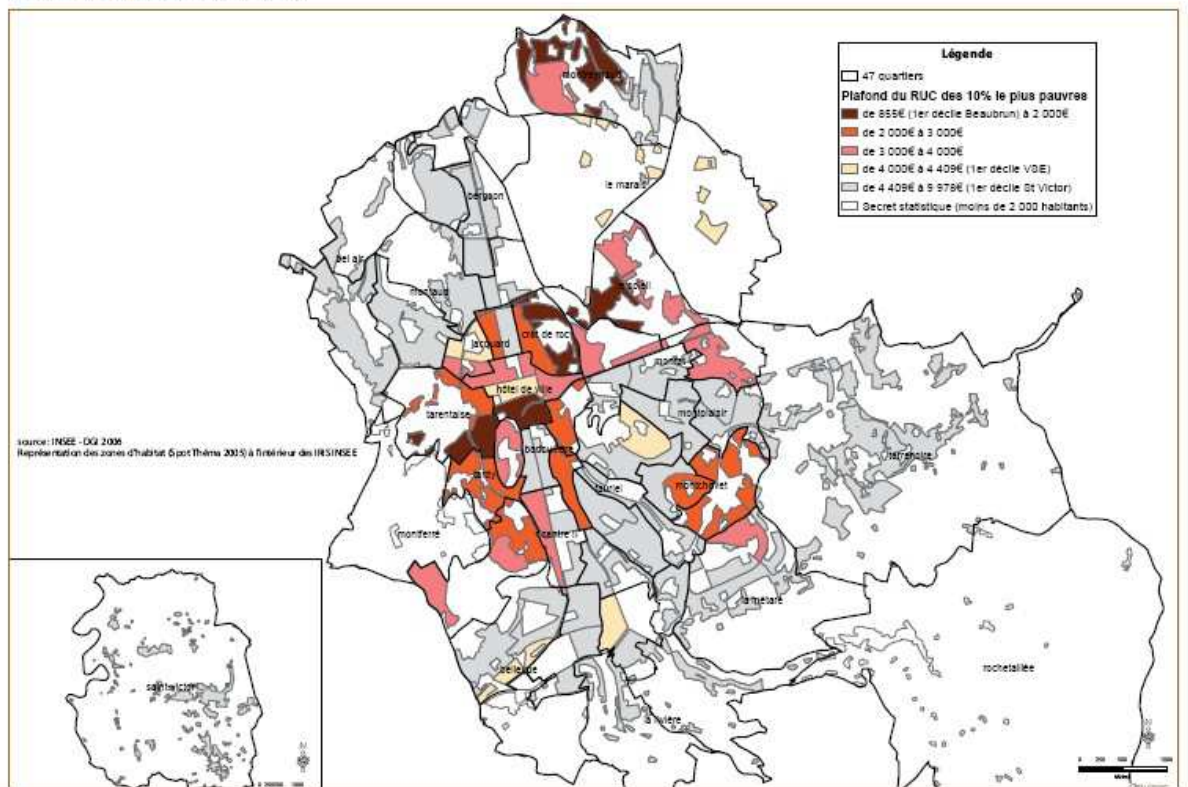 Légende
47 quartiers
Plafond du RUC des 10% le plus pauvres
de 855€ (1er décile Beaubrun) à 2 000€
de 2 000€ à 3 000€
de 3 000€ à 4 000€
de 4 000€ à 4 409€ (1er décile VSE)
de 4 409€ à 9 978€ (1er décile St Victor)
Secret statistique (moins de 2 000 habitants)
montreynaud
le marais
bergson
bel air
montaud
le soleil
crêt de roc
jacquard
monthieu
hôtel de ville
tarentaise
montplaisir
terrenoire
source: INSEE - DGI 2006
Représentation des zones d'habitat (Spot Théma 2005) à l'intérieur des IRIS INSEE
fauriel
montchovet
montferré
centre
la métare
rochetaillée
bellevue
saint victor
la rivière